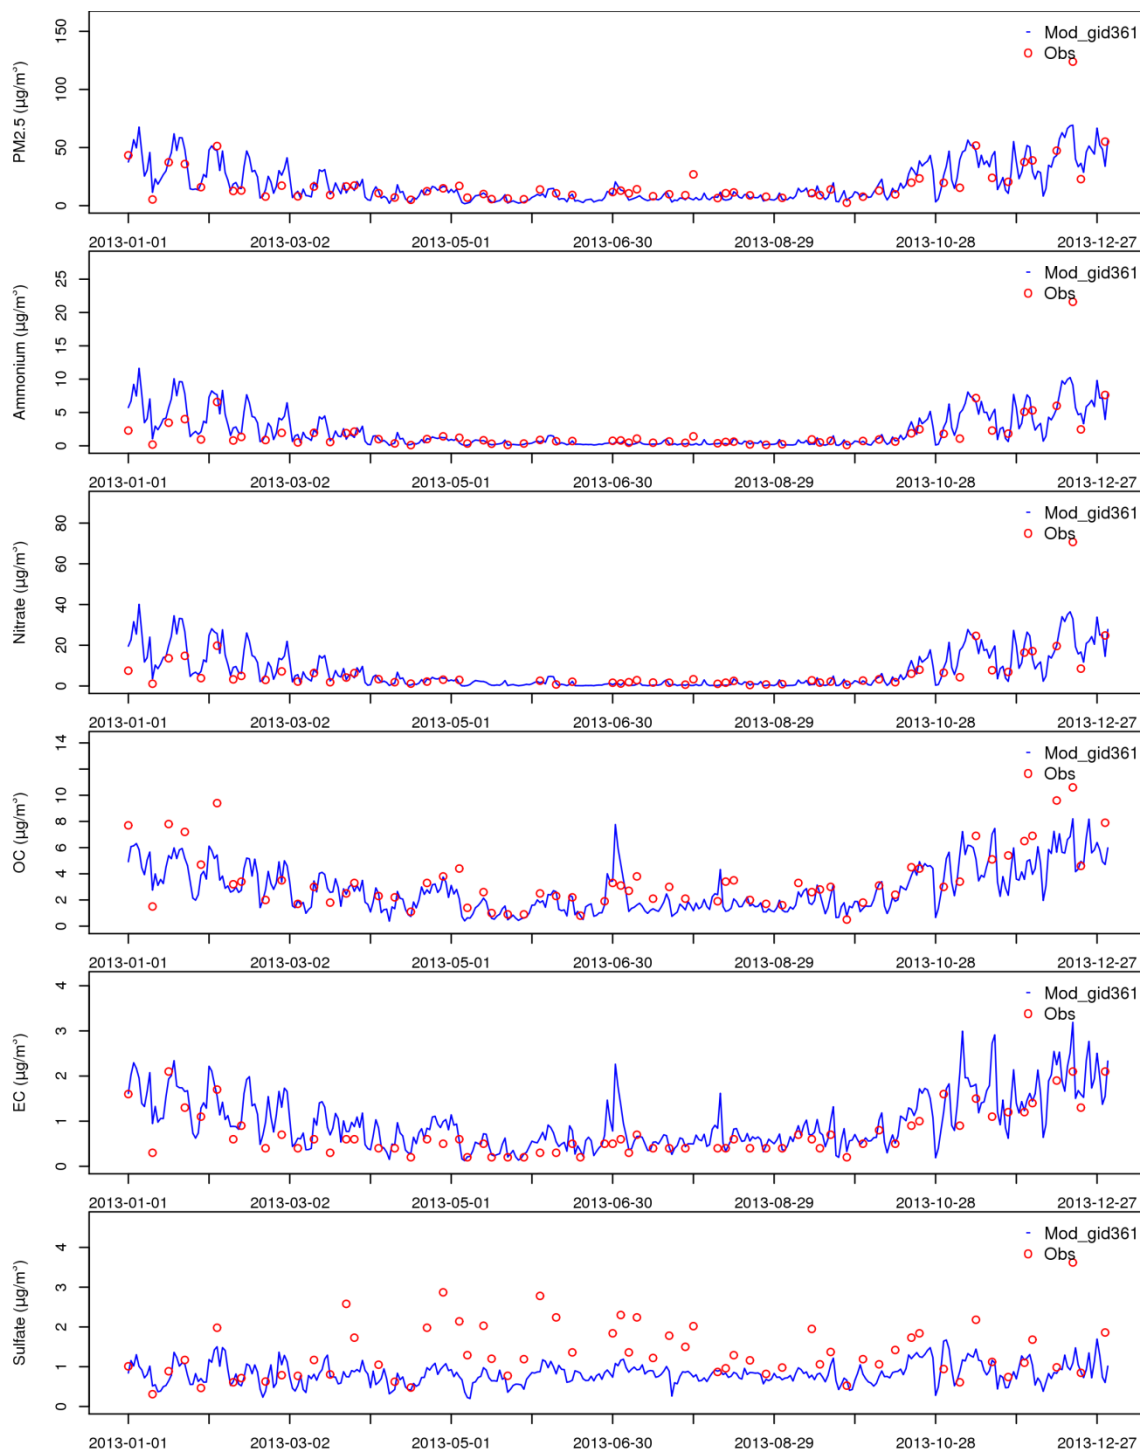 PM2.5 (μg/m³)
150
100
50
0
Mod_gid361
Obs
2013-01-01 2013-03-02 2013-05-01 2013-06-30 2013-08-29 2013-10-28 2013-12-27
Ammonium (μg/m³)
25
20
15
10
5
0
Mod_gid361
Obs
2013-01-01 2013-03-02 2013-05-01 2013-06-30 2013-08-29 2013-10-28 2013-12-27
Nitrate (μg/m³)
80
60
40
20
0
Mod_gid361
Obs
2013-01-01 2013-03-02 2013-05-01 2013-06-30 2013-08-29 2013-10-28 2013-12-27
OC (μg/m³)
14
10
8
6
4
2
0
Mod_gid361
Obs
2013-01-01 2013-03-02 2013-05-01 2013-06-30 2013-08-29 2013-10-28 2013-12-27
EC (μg/m³)
4
3
2
1
0
Mod_gid361
Obs
2013-01-01 2013-03-02 2013-05-01 2013-06-30 2013-08-29 2013-10-28 2013-12-27
Sulfate (μg/m³)
4
3
2
1
0
Mod_gid361
Obs
2013-01-01 2013-03-02 2013-05-01 2013-06-30 2013-08-29 2013-10-28 2013-12-27